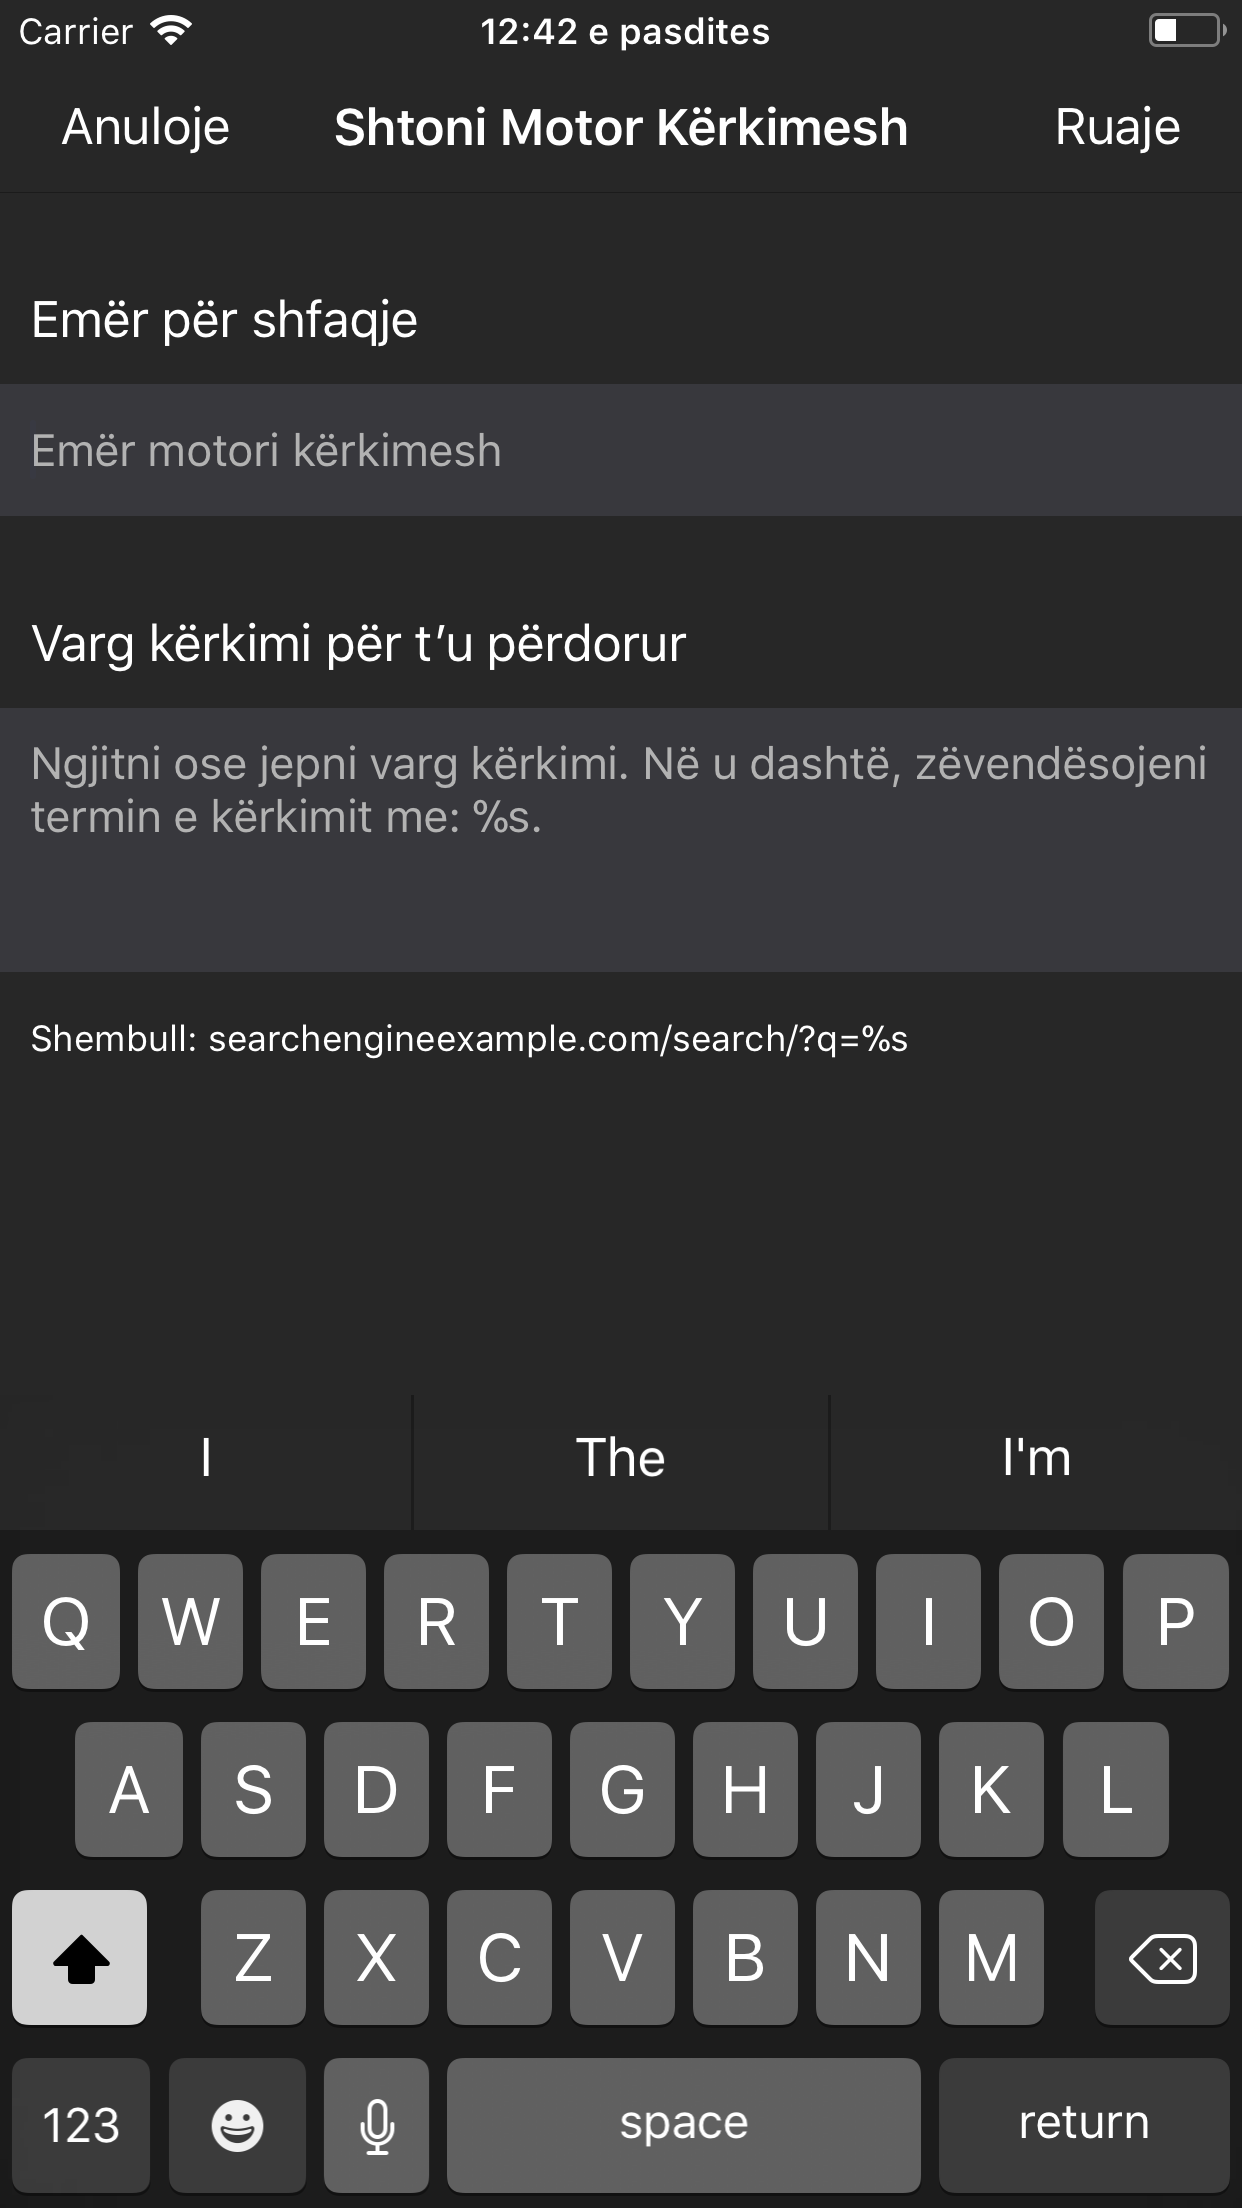 Carrier 12:42 e pasdites
Anuloje Shtoni Motor Kërkimesh Ruaje
Emër për shfaqje
Emër motori kërkimesh
Varg kërkimi për t’u përdorur
Ngjitni ose jepni varg kërkimi. Në u dashtë, zëvendësojeni
termin e kërkimit me: %s.
Shembull: searchengineexample.com/search/?q=%s
I The I'm
Q W E R T Y U I O P
A S D F G H J K L
Z X C V B N M
123 space return